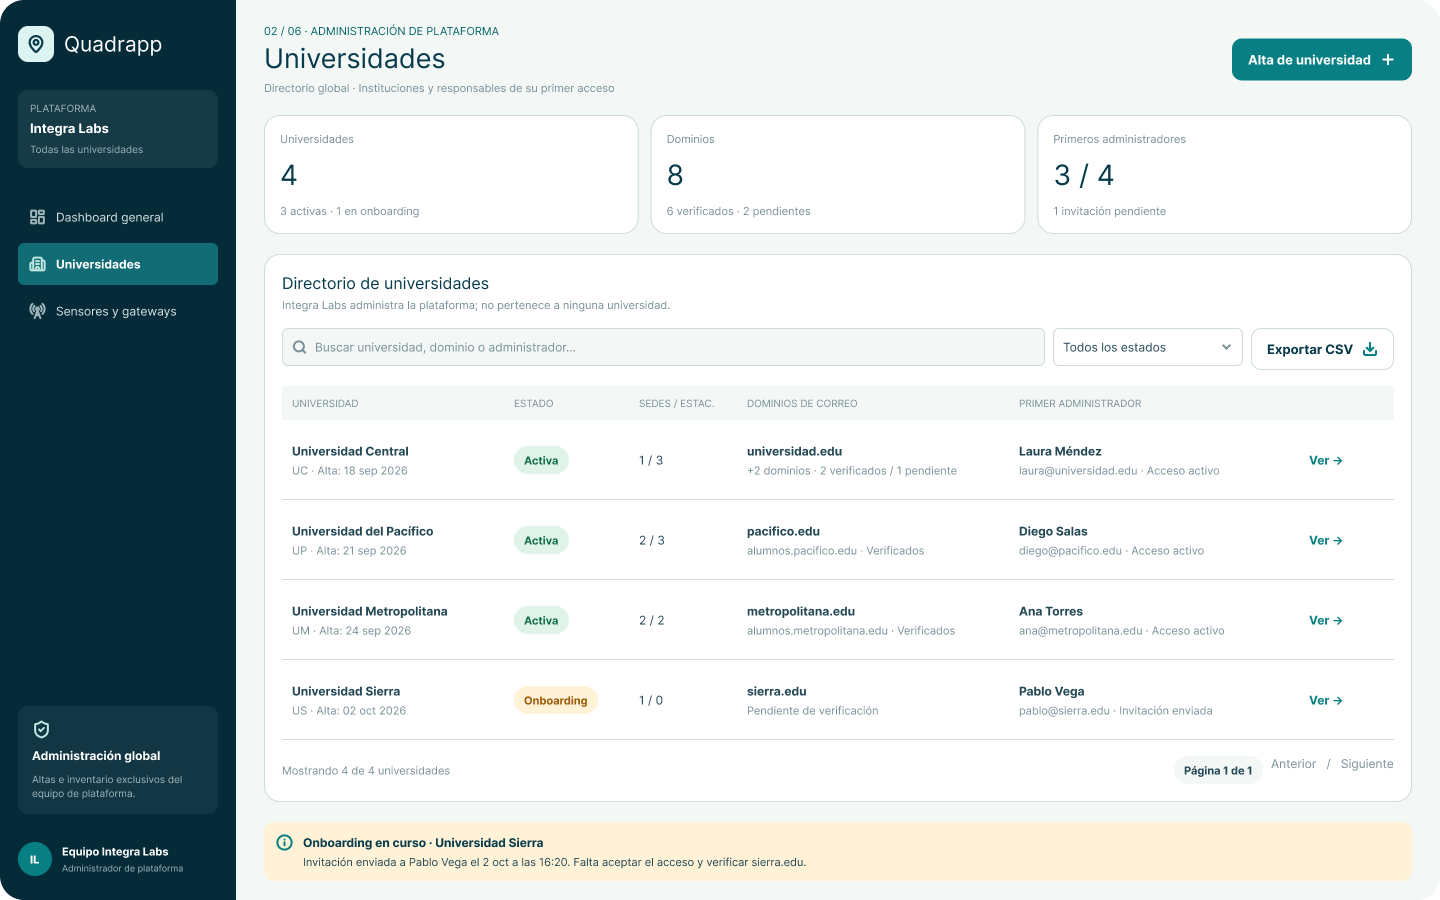 Quadrapp
PLATAFORMA
Integra Labs
Todas las universidades
Dashboard general
Universidades
Sensores y gateways
Administración global
Altas e inventario exclusivos del
equipo de plataforma.
IL
Equipo Integra Labs
Administrador de plataforma
02 / 06 · ADMINISTRACIÓN DE PLATAFORMA
Universidades
Directorio global · Instituciones y responsables de su primer acceso
Alta de universidad +
Universidades
4
3 activas · 1 en onboarding
Dominios
8
6 verificados · 2 pendientes
Primeros administradores
3 / 4
1 invitación pendiente
Directorio de universidades
Integra Labs administra la plataforma; no pertenece a ninguna universidad.
Buscar universidad, dominio o administrador...
Todos los estados
Exportar CSV
UNIVERSIDAD ESTADO SEDES / ESTAC. DOMINIOS DE CORREO PRIMER ADMINISTRADOR
Universidad Central
UC · Alta: 18 sep 2026
Activa
1 / 3
universidad.edu
+2 dominios · 2 verificados / 1 pendiente
Laura Méndez
laura@universidad.edu · Acceso activo
Ver →
Universidad del Pacífico
UP · Alta: 21 sep 2026
Activa
2 / 3
pacifico.edu
alumnos.pacifico.edu · Verificados
Diego Salas
diego@pacifico.edu · Acceso activo
Ver →
Universidad Metropolitana
UM · Alta: 24 sep 2026
Activa
2 / 2
metropolitana.edu
alumnos.metropolitana.edu · Verificados
Ana Torres
ana@metropolitana.edu · Acceso activo
Ver →
Universidad Sierra
US · Alta: 02 oct 2026
Onboarding
1 / 0
sierra.edu
Pendiente de verificación
Pablo Vega
pablo@sierra.edu · Invitación enviada
Ver →
Mostrando 4 de 4 universidades
Página 1 de 1
Anterior / Siguiente
Onboarding en curso · Universidad Sierra
Invitación enviada a Pablo Vega el 2 oct a las 16:20. Falta aceptar el acceso y verificar sierra.edu.